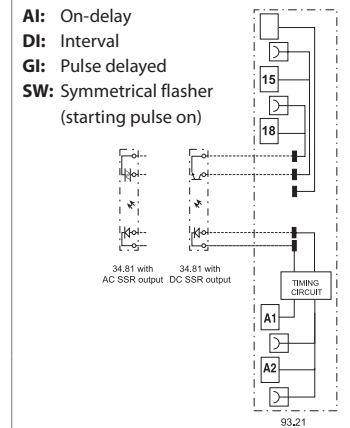 AI: On-delay
DI: Interval
GI: Pulse delayed
SW: Symmetrical flasher
(starting pulse on)
15
18
34.81 with
AC SSR output
34.81 with
DC SSR output
TIMING
CIRCUIT
A1
A2
93.21